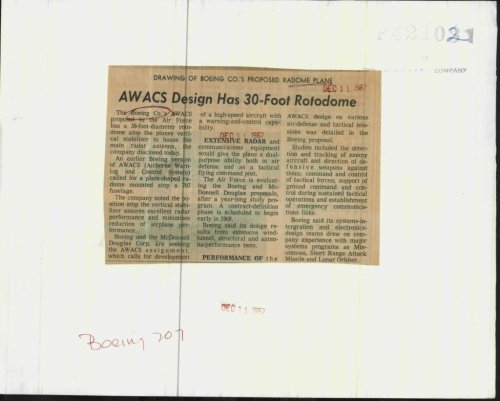 P421021
BY
COMPANY
DRAWING OF BOEING CO.'S PROPOSED RADOME PLANE
DEC 11 1967
AWACS Design Has 30-Foot Rotodome
The Boeing Co.'s AWACS
proposal to the Air Force
has a 30-foot-diameter roto-
dome atop the planes verti-
cal stabilizer to house the
main radar antenna, the
company disclosed today.
An earlier Boeing version
of AWACS (Airborne Warn-
ing and Control System)
called for a plate-shaped ra-
dome mounted atop a 707
fuselage.
The company noted the po-
sition atop the vertical stabi-
lizer assures excellent radar
performance and minimizes
reduction of airplane per-
formance.
Boeing and the McDonnell
Douglas Corp. are seeking
the AWACS assignment,
which calls for development
of a high-speed aircraft with
a warning-and-control capa-
bility.
DEC 11 1967
EXTENSIVE RADAR and
communications equipment
would give the plane a dual-
purpose ability both in air
defense and as a tactical
flying command post.
The Air Force is evaluat-
ing the Boeing and Mc-
Donnell Douglas proposals,
after a year-long study pro-
gram. A contract-definition
phase is scheduled to begin
early in 1968.
Boeing said its design re-
sults from extensive wind-
tunnel, structural and anten-
na-performance tests.
PERFORMANCE OF the
AWACS design on various
air-defense and tactical mis-
sions was detailed in the
Boeing proposal.
Studies included the detec-
tion and tracking of enemy
aircraft and direction of de-
fensive weapons against
them; command and control
of tactical forces; support of
ground command and con-
trol during sustained tactical
operations and establishment
of emergency communica-
tions links.
Boeing said its systems-in-
tergration and electronics-
design teams drew on com-
pany experience with major
systems programs as Min-
uteman, Short Range Attack
Missile and Lunar Orbiter.
DEC 11 1967
Boeing 707